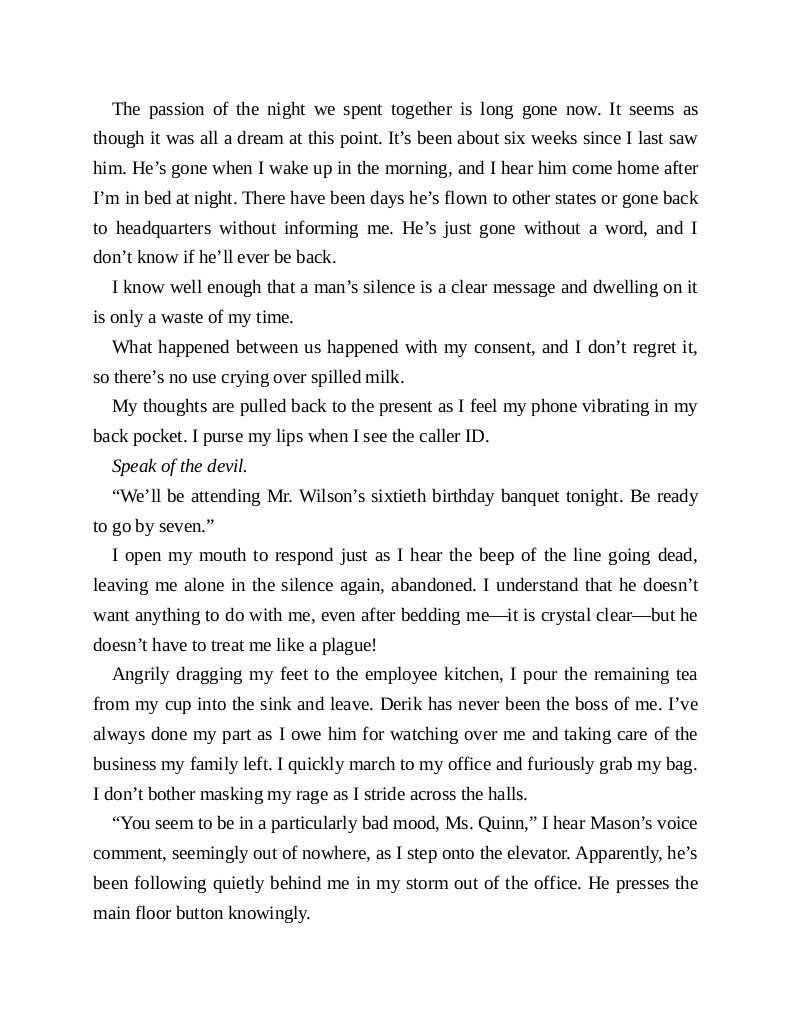 The passion of the night we spent together is long gone now. It seems as
though it was all a dream at this point. It’s been about six weeks since I last saw
him. He’s gone when I wake up in the morning, and I hear him come home after
I’m in bed at night. There have been days he’s flown to other states or gone back
to headquarters without informing me. He’s just gone without a word, and I
don’t know if he’ll ever be back.
I know well enough that a man’s silence is a clear message and dwelling on it
is only a waste of my time.
What happened between us happened with my consent, and I don’t regret it,
so there’s no use crying over spilled milk.
My thoughts are pulled back to the present as I feel my phone vibrating in my
back pocket. I purse my lips when I see the caller ID.
Speak of the devil.
“We’ll be attending Mr. Wilson’s sixtieth birthday banquet tonight. Be ready
to go by seven.”
I open my mouth to respond just as I hear the beep of the line going dead,
leaving me alone in the silence again, abandoned. I understand that he doesn’t
want anything to do with me, even after bedding me—it is crystal clear—but he
doesn’t have to treat me like a plague!
Angrily dragging my feet to the employee kitchen, I pour the remaining tea
from my cup into the sink and leave. Derik has never been the boss of me. I’ve
always done my part as I owe him for watching over me and taking care of the
business my family left. I quickly march to my office and furiously grab my bag.
I don’t bother masking my rage as I stride across the halls.
“You seem to be in a particularly bad mood, Ms. Quinn,” I hear Mason’s voice
comment, seemingly out of nowhere, as I step onto the elevator. Apparently, he’s
been following quietly behind me in my storm out of the office. He presses the
main floor button knowingly.